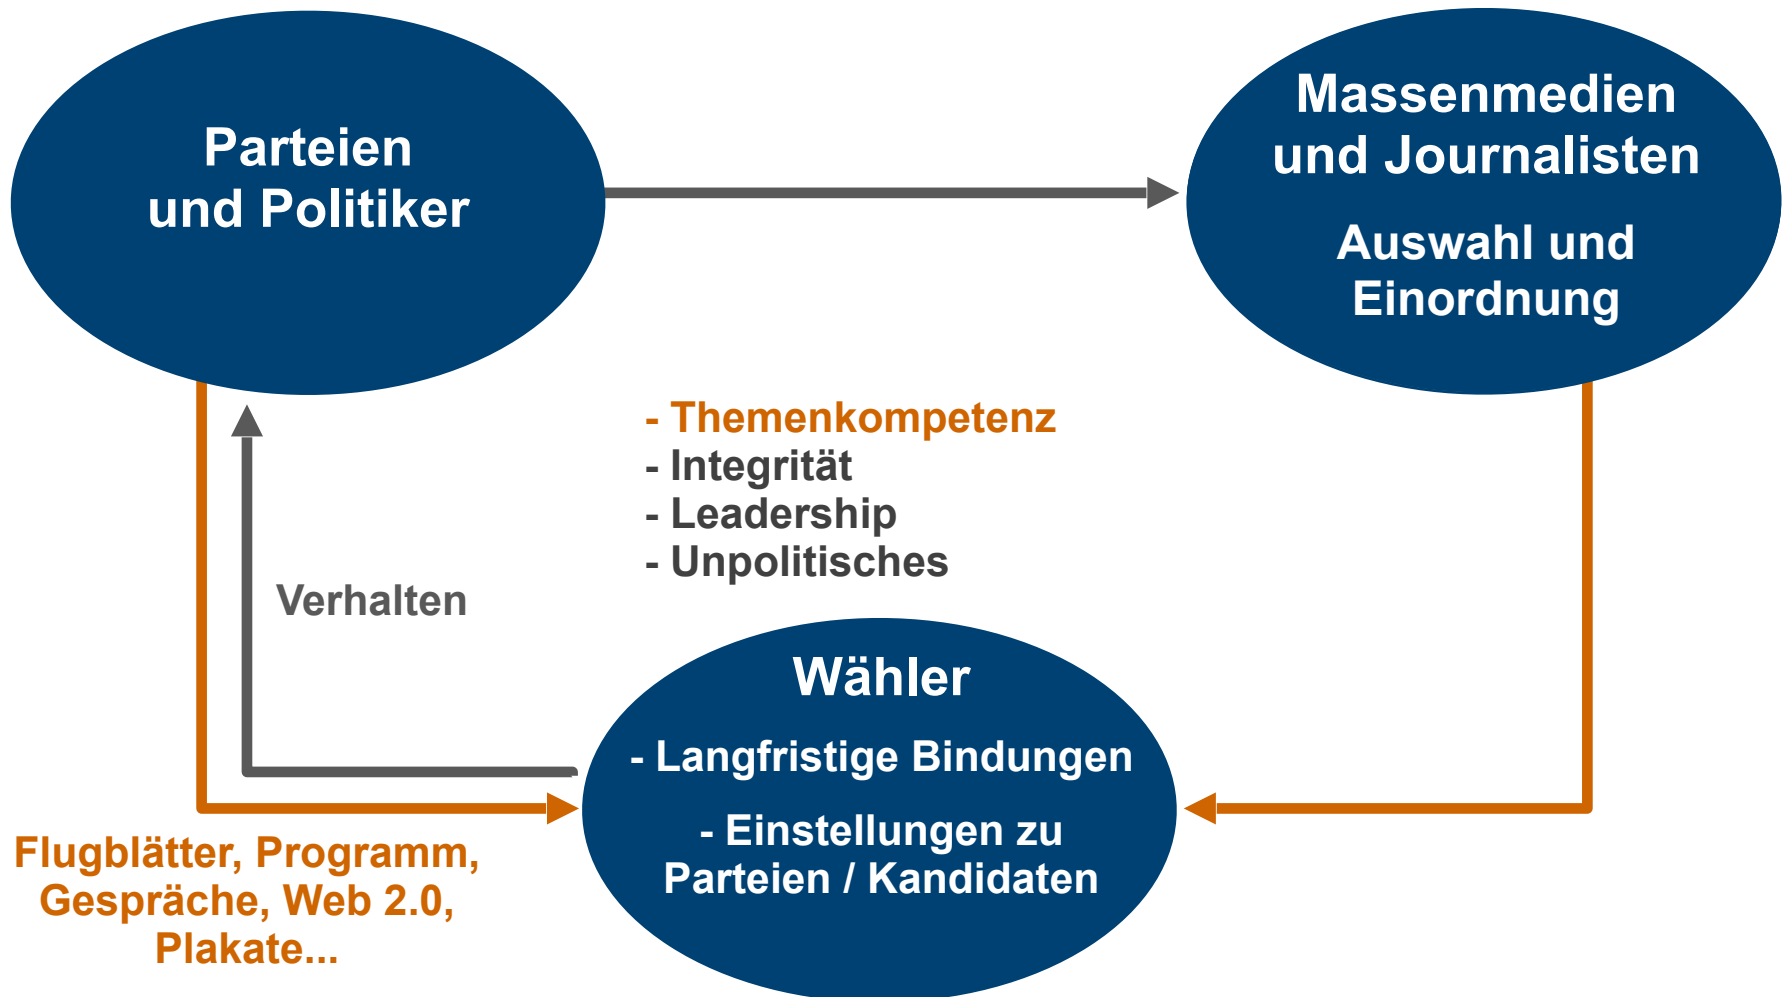 Parteien
und Politiker
Massenmedien
und Journalisten
Auswahl und
Einordnung
- Themenkompetenz
- Integrität
- Leadership
- Unpolitisches
Verhalten
Wähler
- Langfristige Bindungen
- Einstellungen zu
Parteien / Kandidaten
Flugblätter, Programm,
Gespräche, Web 2.0,
Plakate...